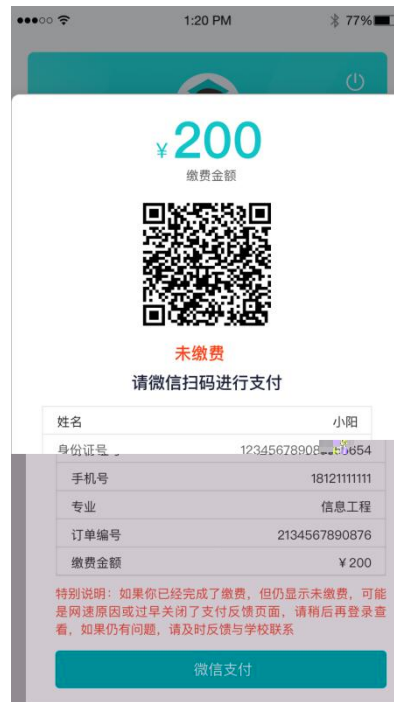 1:20 PM
77%
¥200
缴费金额
未缴费
请微信扫码进行支付
姓名 小阳
身份证号
手机号 18121111111
专业 信息工程
订单编号 2134567890876
缴费金额 ¥200
特别说明：如果你已经完成了缴费，但仍显示未缴费，可能
是网速原因或过早关闭了支付反馈页面，请稍后再登录查
看，如果仍有问题，请及时反馈与学校联系
微信支付